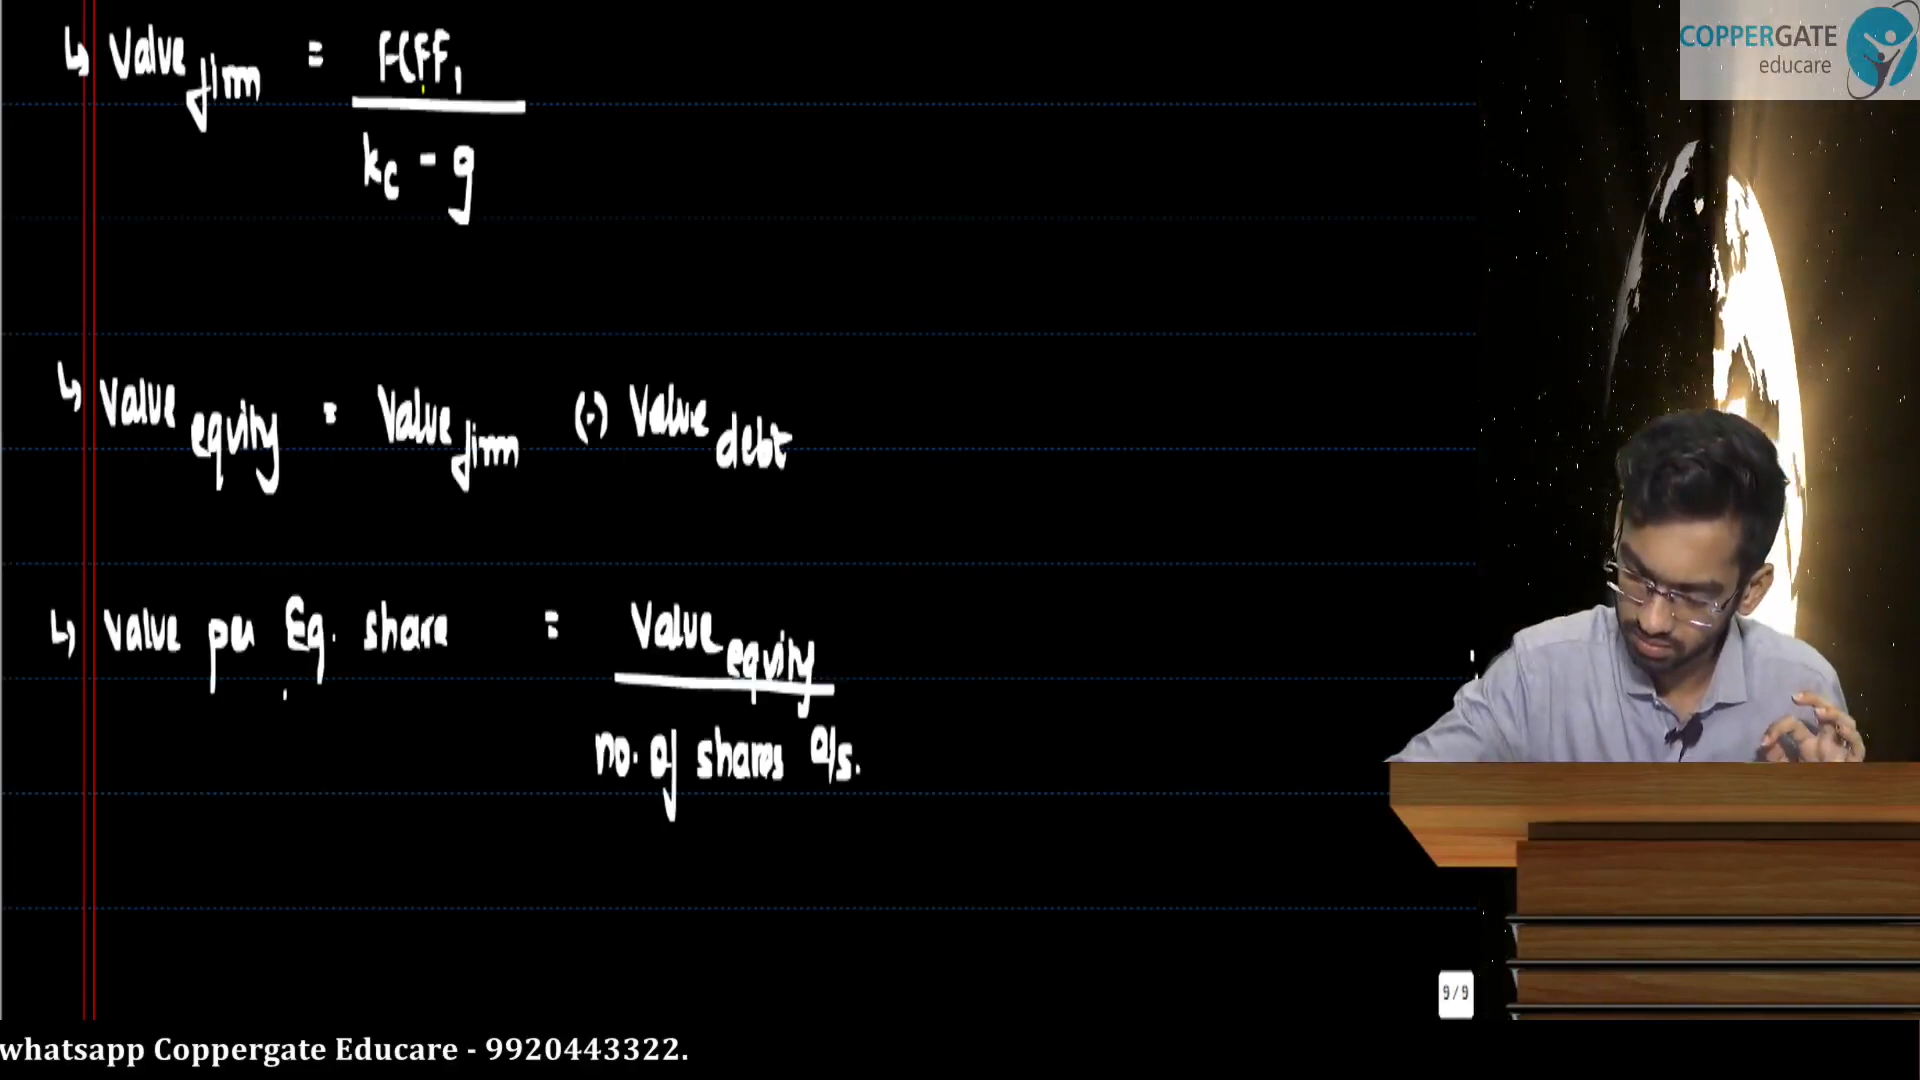 ↳ Value firm = FCFF₁
kc - g
↳ Value equity = Value firm (-) Value debt
↳ Value per Eq. share = Value equity
no. of shares o/s.
COPPERGATE
educare
9/9
whatsapp Coppergate Educare - 9920443322.